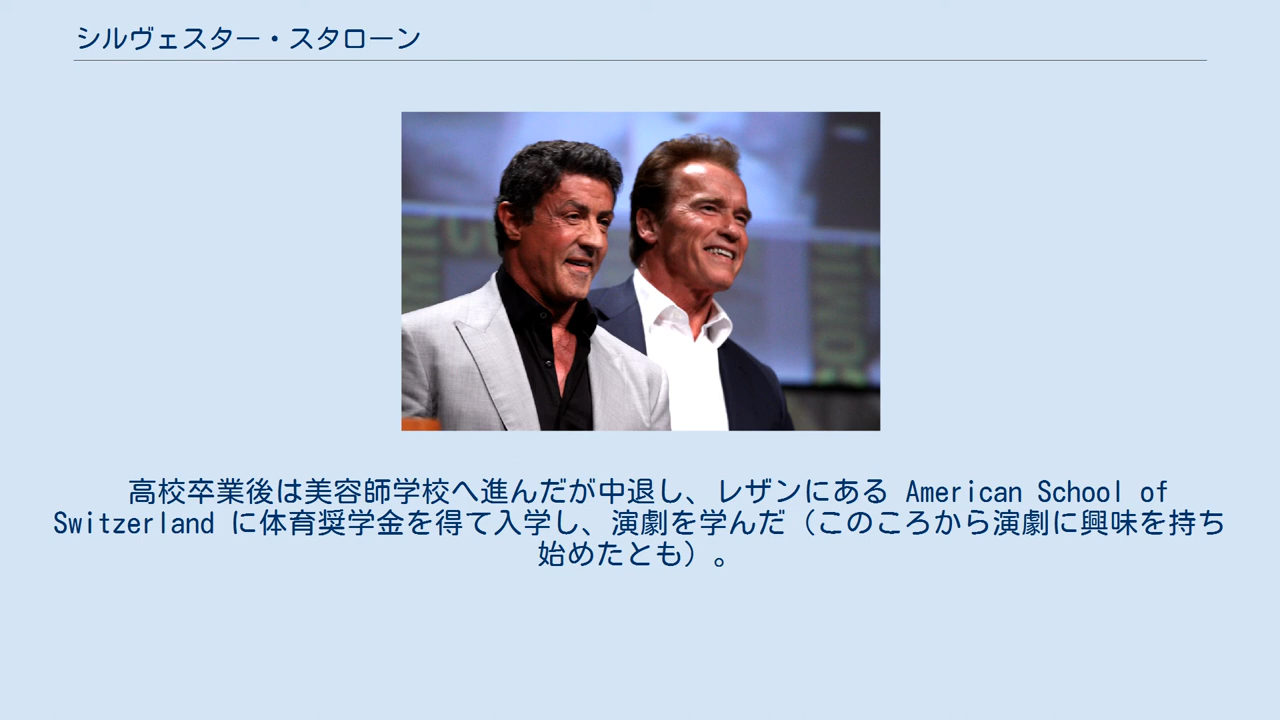 シルヴェスター・スタローン
高校卒業後は美容師学校へ進んだが中退し、レザンにある American School of
Switzerland に体育奨学金を得て入学し、演劇を学んだ（このころから演劇に興味を持ち
始めたとも）。